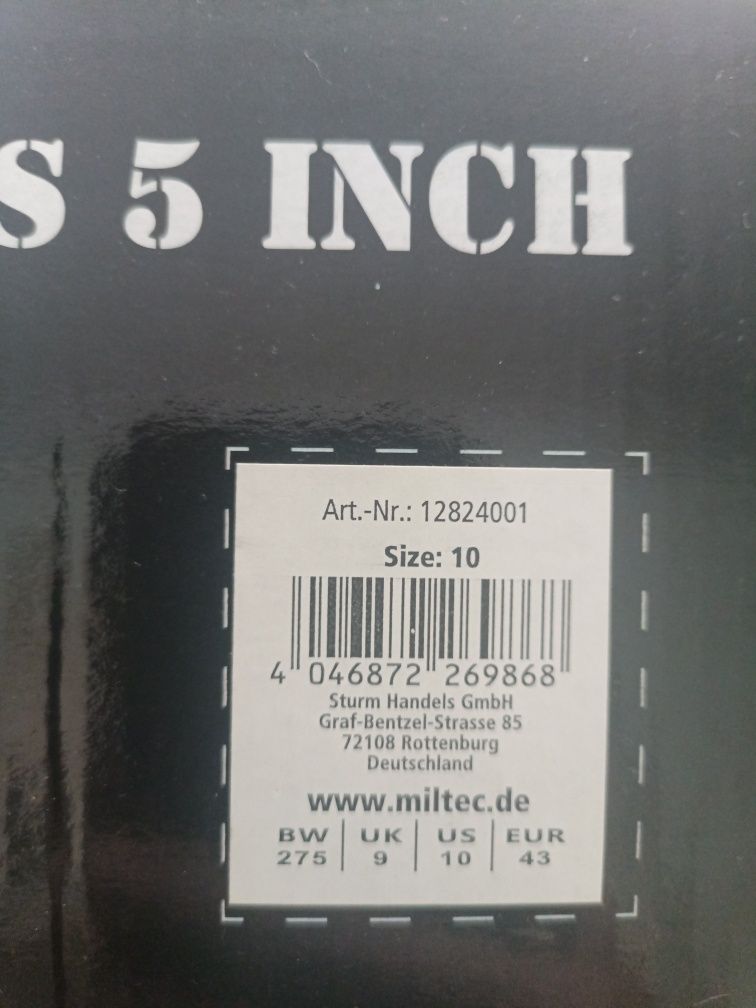 S 5 INCH
Art.-Nr.: 12824001
Size: 10
4 046872 269868
Sturm Handels GmbH
Graf-Bentzel-Strasse 85
72108 Rottenburg
Deutschland
www.miltec.de
BW UK US EUR
275 9 10 43